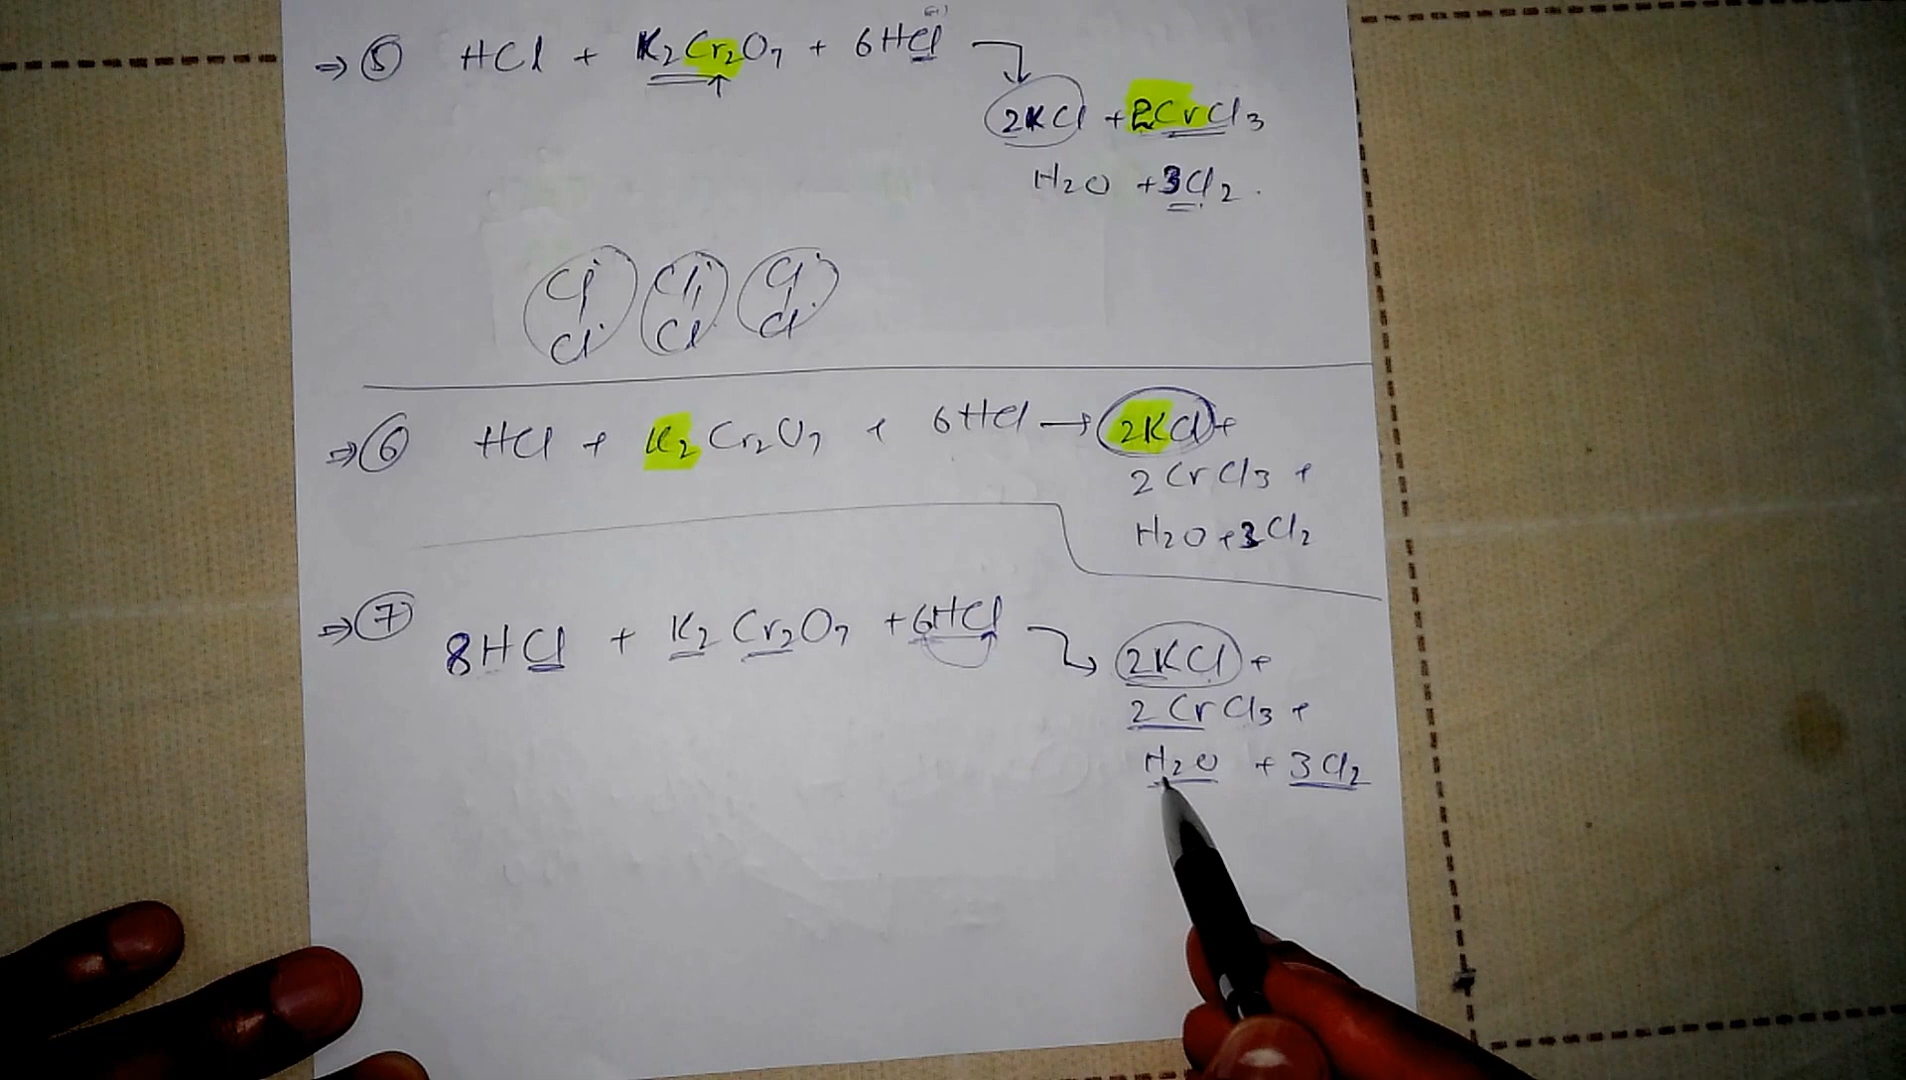 ⇒ ⑤ HCl + K₂Cr₂O₇ + 6HCl →
2KCl + 2CrCl₃
H₂O + 3Cl₂.
Cl Cl Cl
Cl Cl Cl
⇒ ⑥ HCl + K₂Cr₂O₇ + 6HCl → 2KCl +
2CrCl₃ +
H₂O + 3Cl₂
⇒ ⑦ 8HCl + K₂Cr₂O₇ + 6HCl →
2KCl +
2CrCl₃ +
H₂O + 3Cl₂